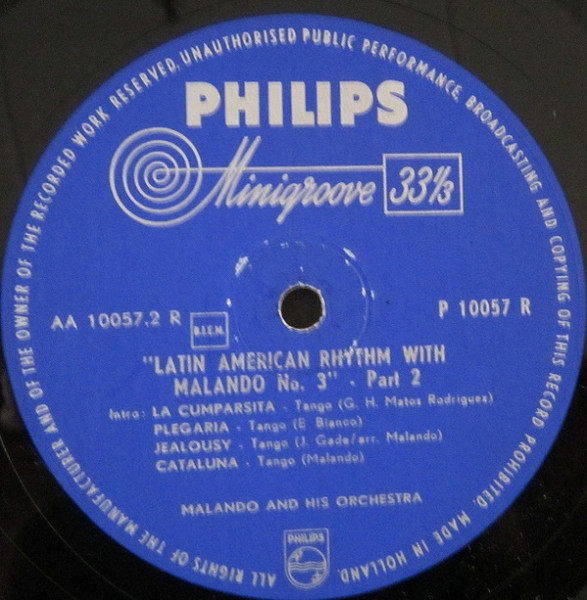 ALL RIGHTS OF THE MANUFACTURER AND OF THE OWNER OF THE RECORDED WORK RESERVED. UNAUTHORISED PUBLIC PERFORMANCE, BROADCASTING AND COPYING OF THIS RECORD PROHIBITED. MADE IN HOLLAND.
PHILIPS
Minigroove 33⅓
AA 10057.2 R B.I.E.M. P 10057 R
"LATIN AMERICAN RHYTHM WITH
MALANDO No. 3" - Part 2
Intro: LA CUMPARSITA - Tango (G. H. Matos Rodriguez)
PLEGARIA - Tango (E Bianco)
JEALOUSY - Tango (J. Gade/arr. Malando)
CATALUNA - Tango (Malando)
MALANDO AND HIS ORCHESTRA
PHILIPS